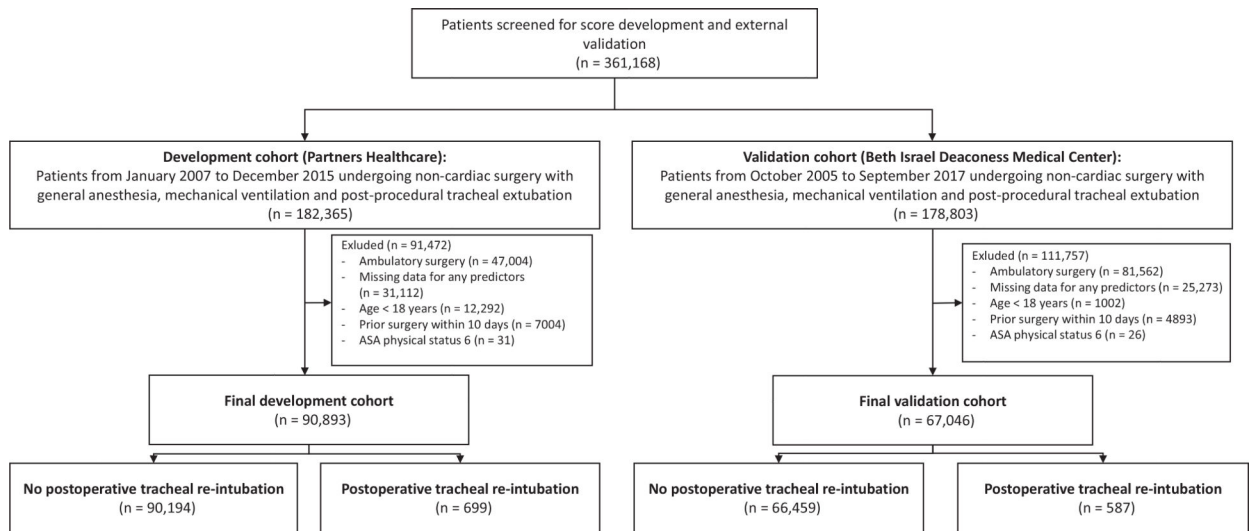 Patients screened for score development and external
validation
(n = 361,168)
Development cohort (Partners Healthcare):
Patients from January 2007 to December 2015 undergoing non-cardiac surgery with
general anesthesia, mechanical ventilation and post-procedural tracheal extubation
(n = 182,365)
Validation cohort (Beth Israel Deaconess Medical Center):
Patients from October 2005 to September 2017 undergoing non-cardiac surgery with
general anesthesia, mechanical ventilation and post-procedural tracheal extubation
(n = 178,803)
Exluded (n = 91,472)
- Ambulatory surgery (n = 47,004)
- Missing data for any predictors
(n = 31,112)
- Age < 18 years (n = 12,292)
- Prior surgery within 10 days (n = 7004)
- ASA physical status 6 (n = 31)
Exluded (n = 111,757)
- Ambulatory surgery (n = 81,562)
- Missing data for any predictors (n = 25,273)
- Age < 18 years (n = 1002)
- Prior surgery within 10 days (n = 4893)
- ASA physical status 6 (n = 26)
Final development cohort
(n = 90,893)
Final validation cohort
(n = 67,046)
No postoperative tracheal re-intubation
(n = 90,194)
Postoperative tracheal re-intubation
(n = 699)
No postoperative tracheal re-intubation
(n = 66,459)
Postoperative tracheal re-intubation
(n = 587)